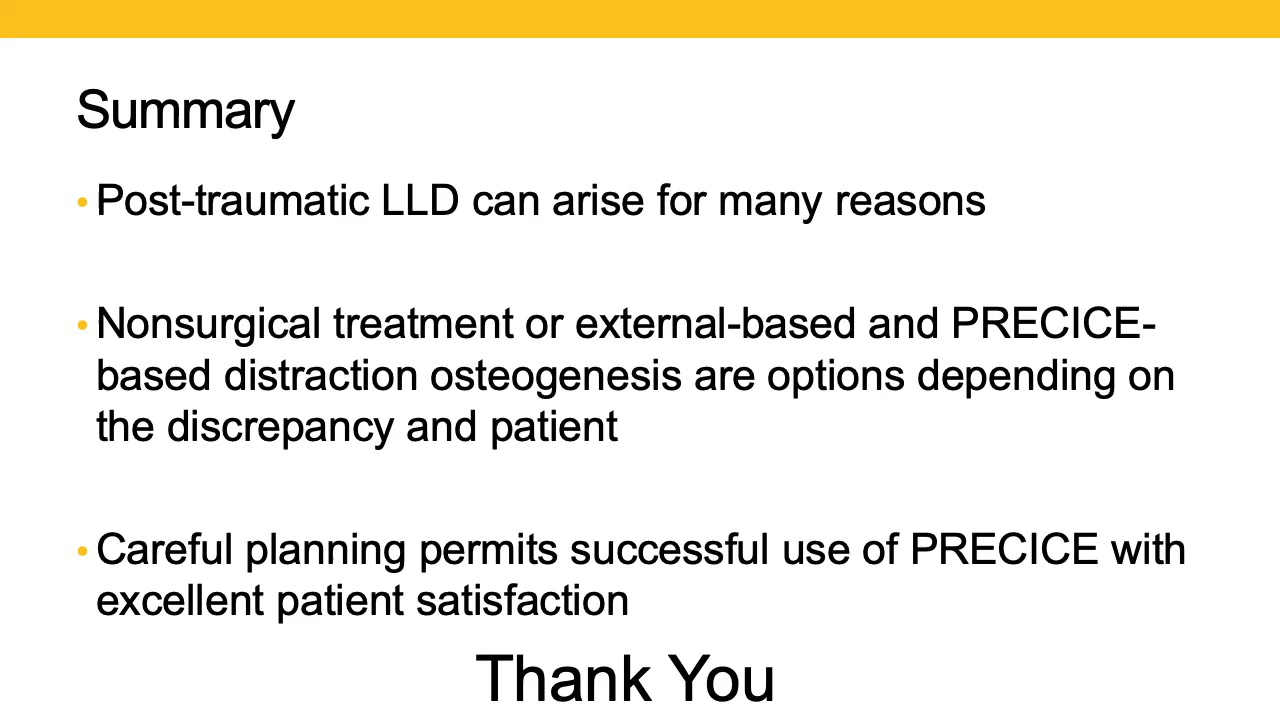 Summary
• Post-traumatic LLD can arise for many reasons
• Nonsurgical treatment or external-based and PRECICE-
based distraction osteogenesis are options depending on
the discrepancy and patient
• Careful planning permits successful use of PRECICE with
excellent patient satisfaction
Thank You